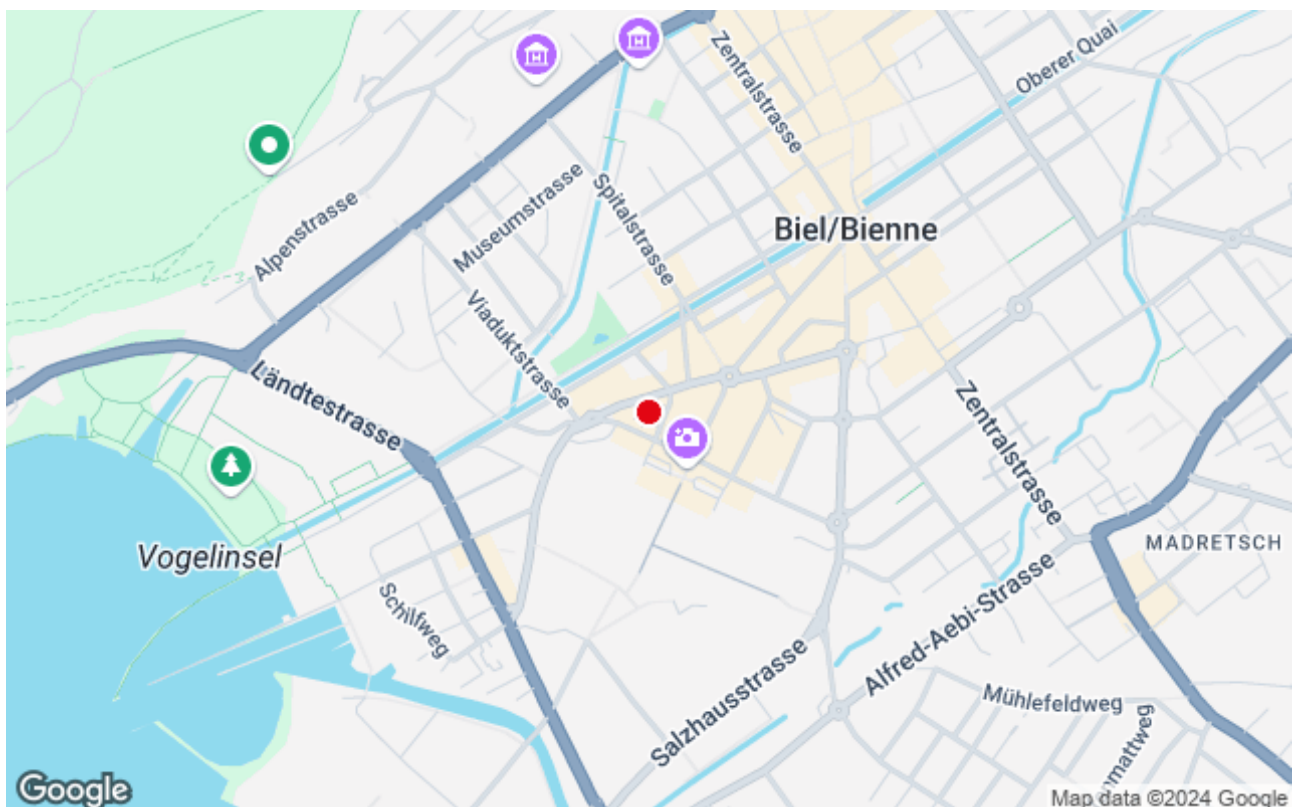 Zentralstrasse
Oberer Quai
Museumstrasse
Spitalstrasse
Alpenstrasse
Biel/Bienne
Viaduktstrasse
Ländtestrasse
Zentralstrasse
Vogelinsel
MADRETSCH
Schilfweg
Alfred-Aebi-Strasse
Salzhausstrasse
Mühlefeldweg
mattweg
Google
Map data ©2024 Google